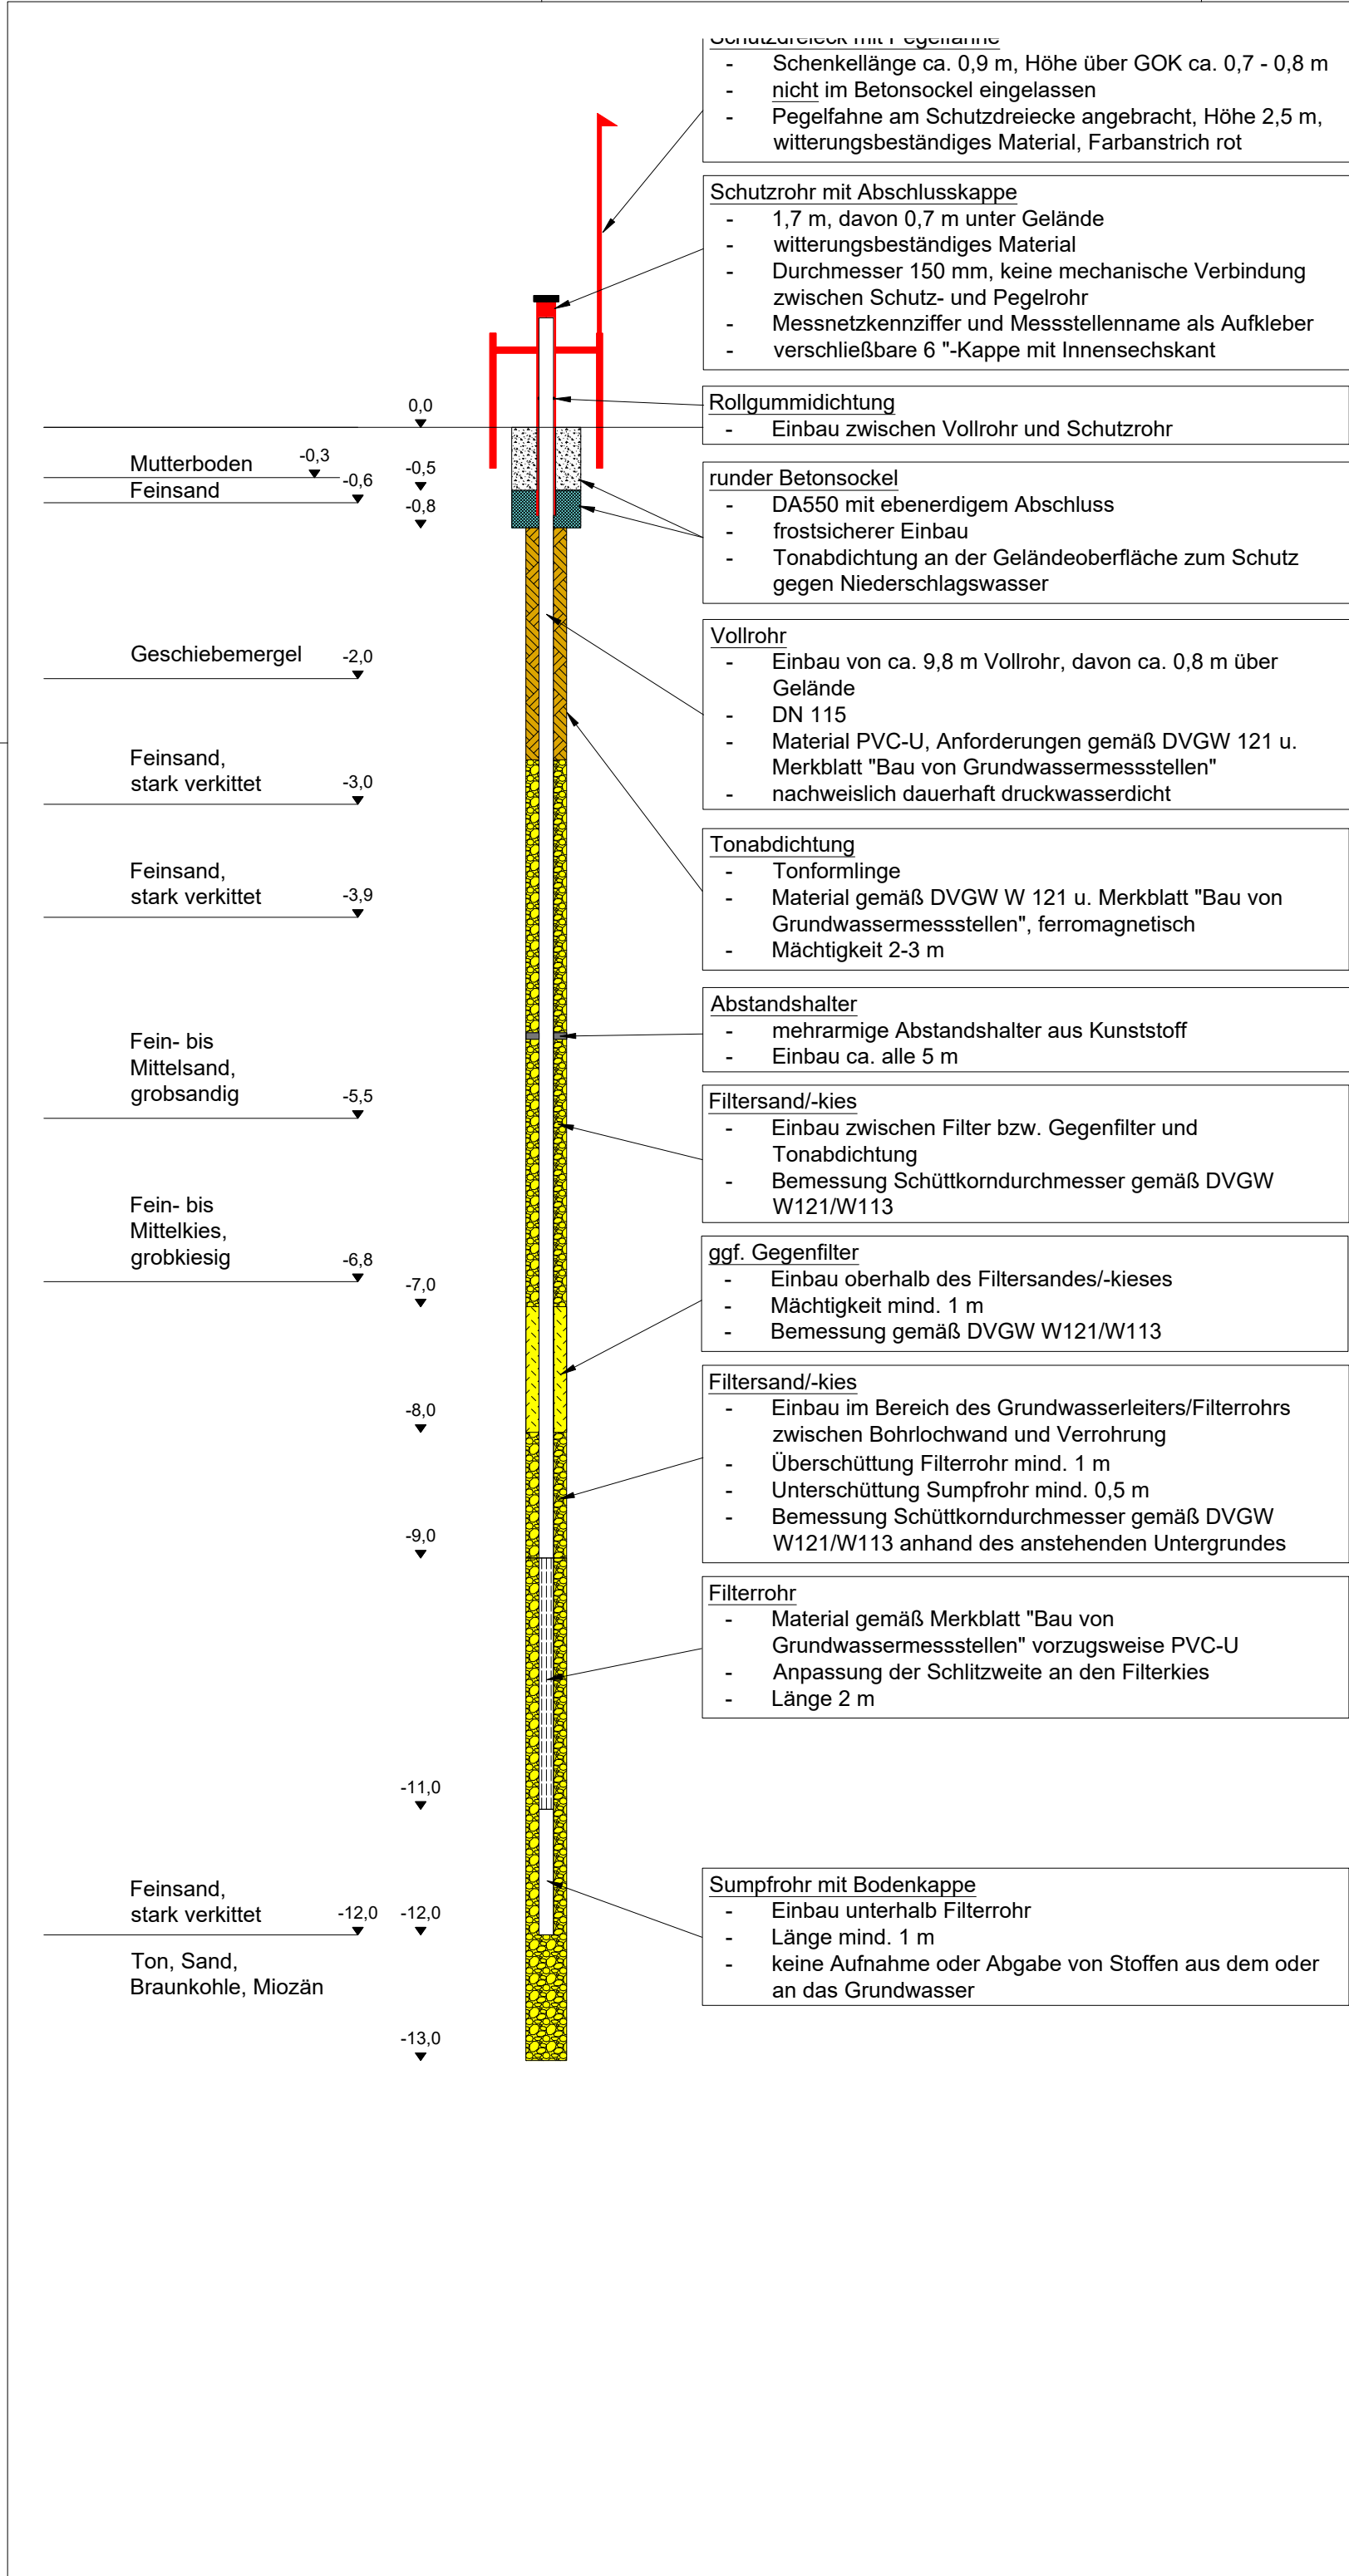 Schutzdreieck mit Pegelfahne
- Schenkellänge ca. 0,9 m, Höhe über GOK ca. 0,7 - 0,8 m
- nicht im Betonsockel eingelassen
- Pegelfahne am Schutzdreiecke angebracht, Höhe 2,5 m,
witterungsbeständiges Material, Farbanstrich rot
Schutzrohr mit Abschlusskappe
- 1,7 m, davon 0,7 m unter Gelände
- witterungsbeständiges Material
- Durchmesser 150 mm, keine mechanische Verbindung
zwischen Schutz- und Pegelrohr
- Messnetzkennziffer und Messstellenname als Aufkleber
- verschließbare 6 "-Kappe mit Innensechskant
Rollgummidichtung
- Einbau zwischen Vollrohr und Schutzrohr
runder Betonsockel
- DA550 mit ebenerdigem Abschluss
- frostsicherer Einbau
- Tonabdichtung an der Geländeoberfläche zum Schutz
gegen Niederschlagswasser
Vollrohr
- Einbau von ca. 9,8 m Vollrohr, davon ca. 0,8 m über
Gelände
- DN 115
- Material PVC-U, Anforderungen gemäß DVGW 121 u.
Merkblatt "Bau von Grundwassermessstellen"
- nachweislich dauerhaft druckwasserdicht
Tonabdichtung
- Tonformlinge
- Material gemäß DVGW W 121 u. Merkblatt "Bau von
Grundwassermessstellen", ferromagnetisch
- Mächtigkeit 2-3 m
Abstandshalter
- mehrarmige Abstandshalter aus Kunststoff
- Einbau ca. alle 5 m
Filtersand/-kies
- Einbau zwischen Filter bzw. Gegenfilter und
Tonabdichtung
- Bemessung Schüttkorndurchmesser gemäß DVGW
W121/W113
ggf. Gegenfilter
- Einbau oberhalb des Filtersandes/-kieses
- Mächtigkeit mind. 1 m
- Bemessung gemäß DVGW W121/W113
Filtersand/-kies
- Einbau im Bereich des Grundwasserleiters/Filterrohrs
zwischen Bohrlochwand und Verrohrung
- Überschüttung Filterrohr mind. 1 m
- Unterschüttung Sumpfrohr mind. 0,5 m
- Bemessung Schüttkorndurchmesser gemäß DVGW
W121/W113 anhand des anstehenden Untergrundes
Filterrohr
- Material gemäß Merkblatt "Bau von
Grundwassermessstellen" vorzugsweise PVC-U
- Anpassung der Schlitzweite an den Filterkies
- Länge 2 m
Sumpfrohr mit Bodenkappe
- Einbau unterhalb Filterrohr
- Länge mind. 1 m
- keine Aufnahme oder Abgabe von Stoffen aus dem oder
an das Grundwasser
0,0
Mutterboden -0,3
-0,5
Feinsand -0,6
-0,8
Geschiebemergel -2,0
Feinsand,
stark verkittet -3,0
Feinsand,
stark verkittet -3,9
Fein- bis
Mittelsand,
grobsandig -5,5
Fein- bis
Mittelkies,
grobkiesig -6,8
-7,0
-8,0
-9,0
-11,0
Feinsand,
stark verkittet -12,0 -12,0
Ton, Sand,
Braunkohle, Miozän
-13,0